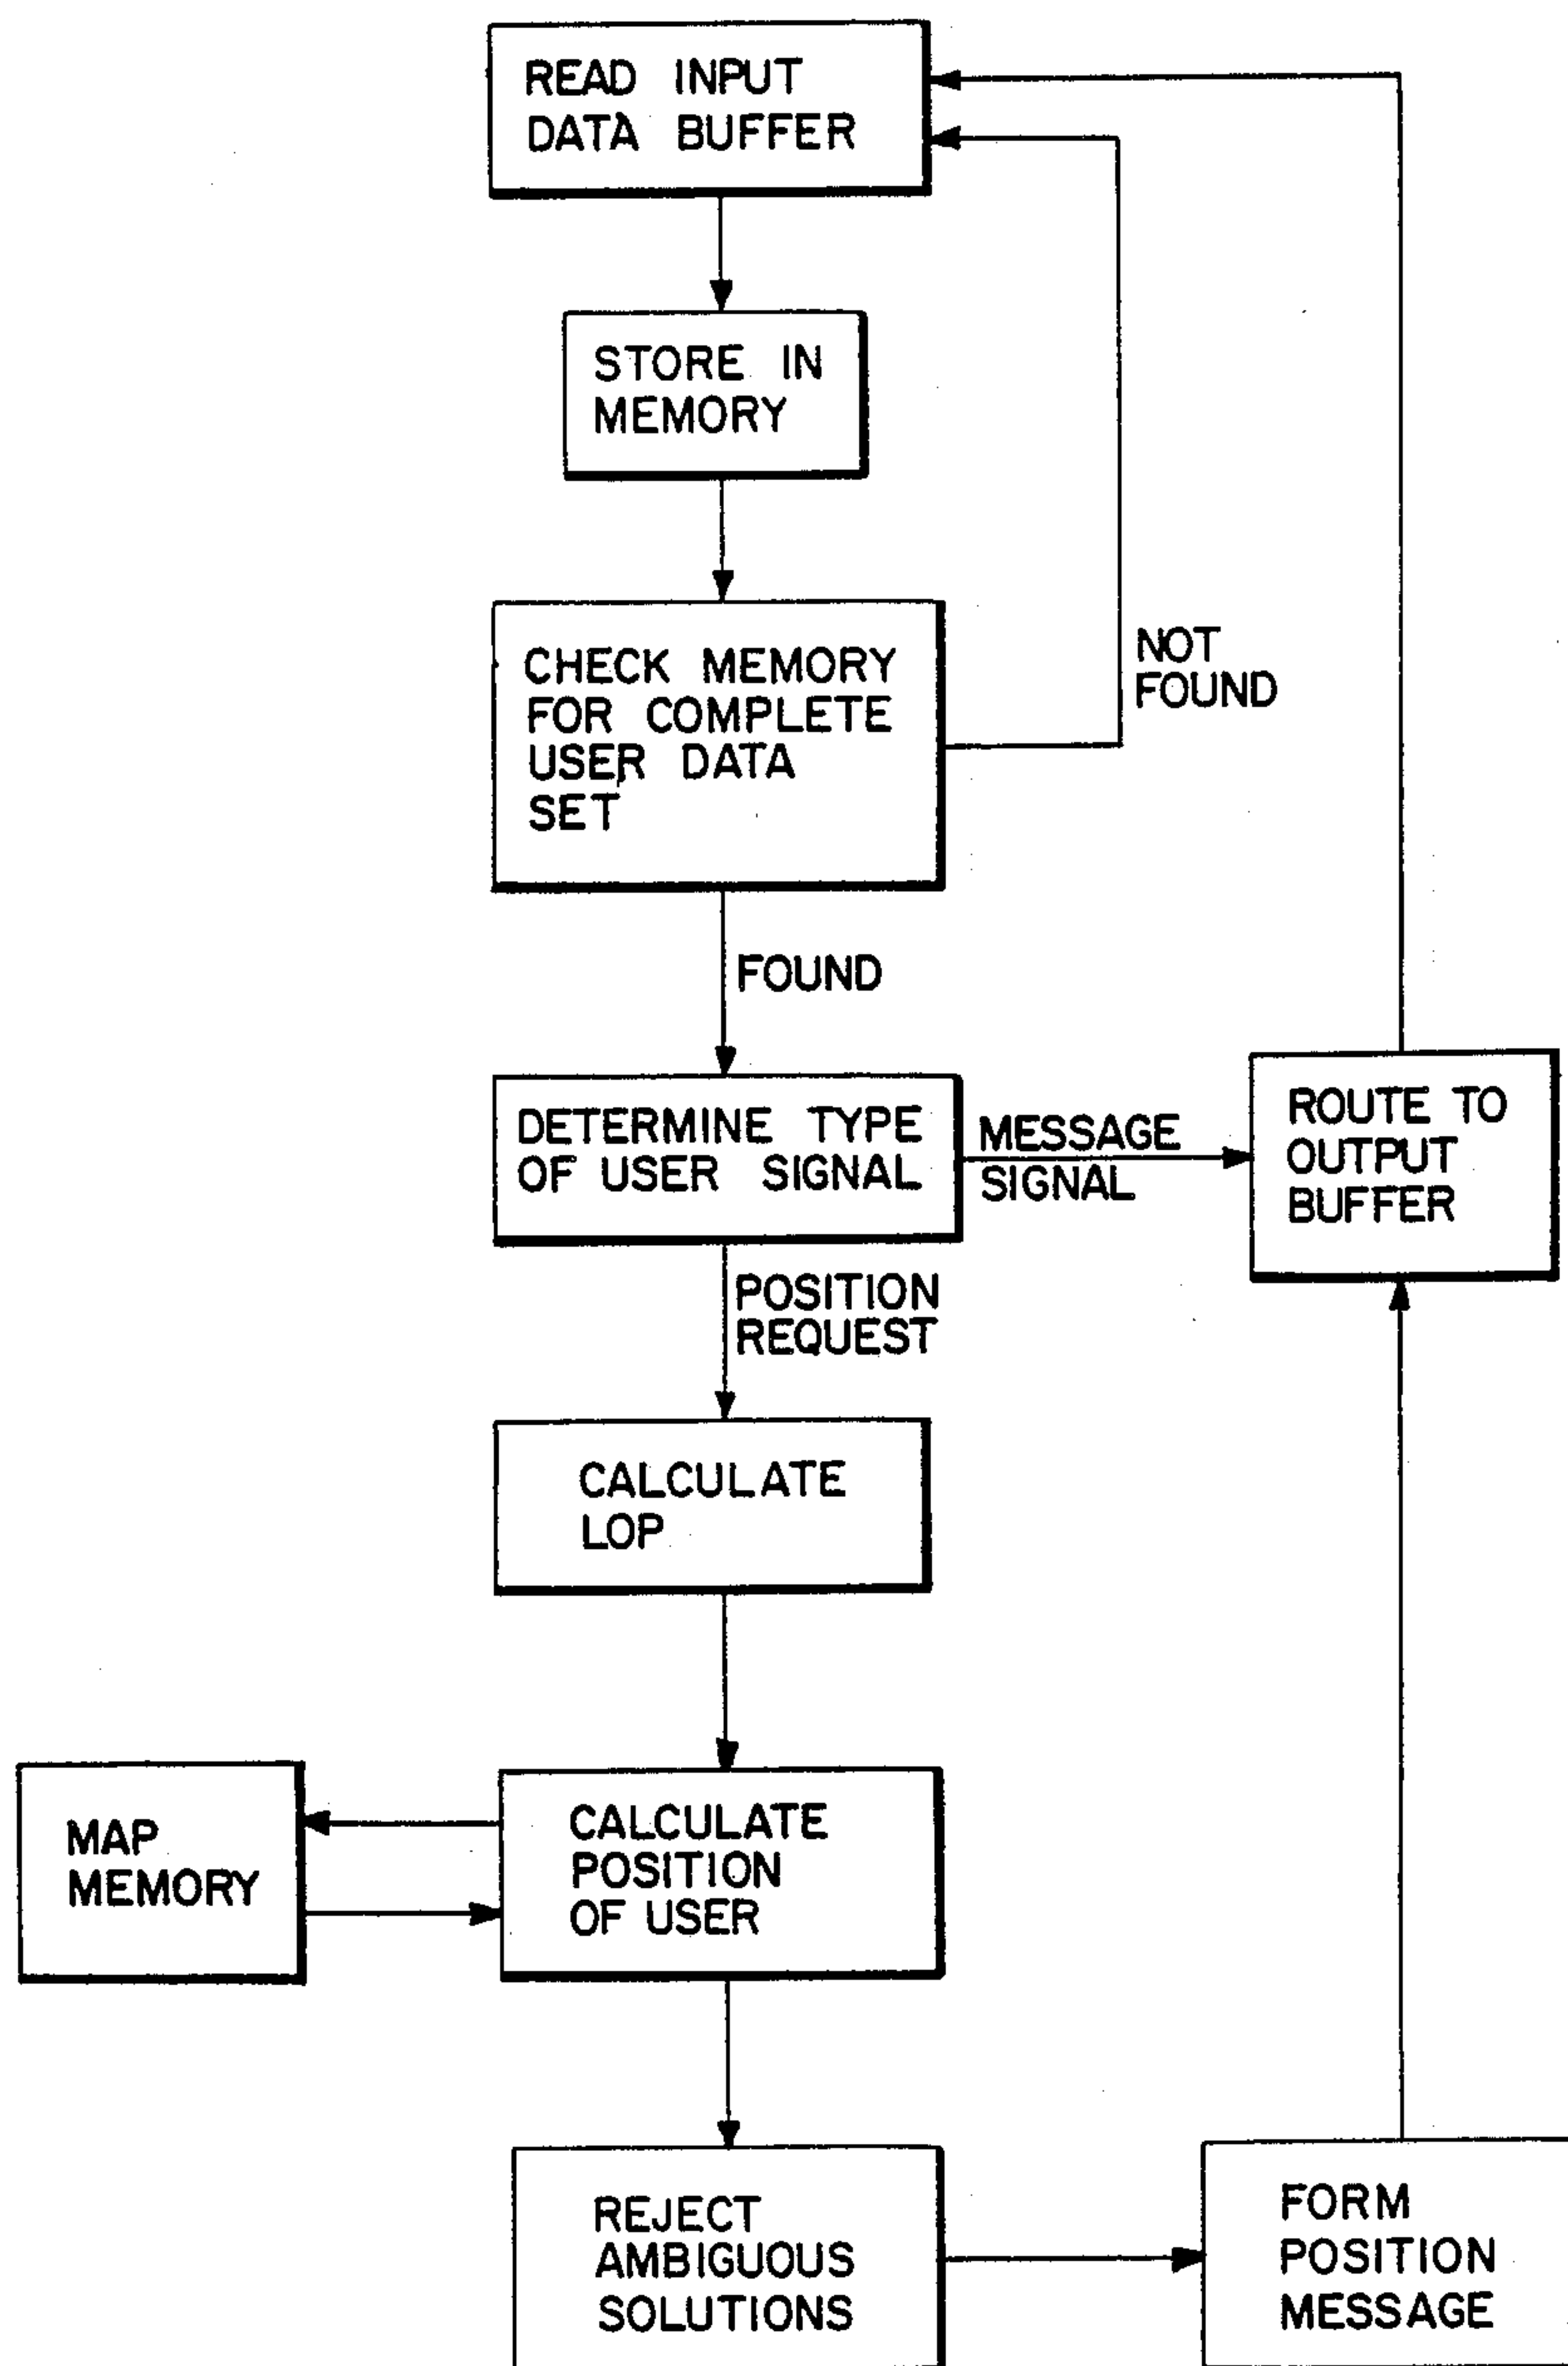 READ INPUT
DATA BUFFER
STORE IN
MEMORY
CHECK MEMORY
FOR COMPLETE
USER DATA
SET
NOT
FOUND
FOUND
DETERMINE TYPE
OF USER SIGNAL
MESSAGE
SIGNAL
ROUTE TO
OUTPUT
BUFFER
POSITION
REQUEST
CALCULATE
LOP
MAP
MEMORY
CALCULATE
POSITION
OF USER
REJECT
AMBIGUOUS
SOLUTIONS
FORM
POSITION
MESSAGE